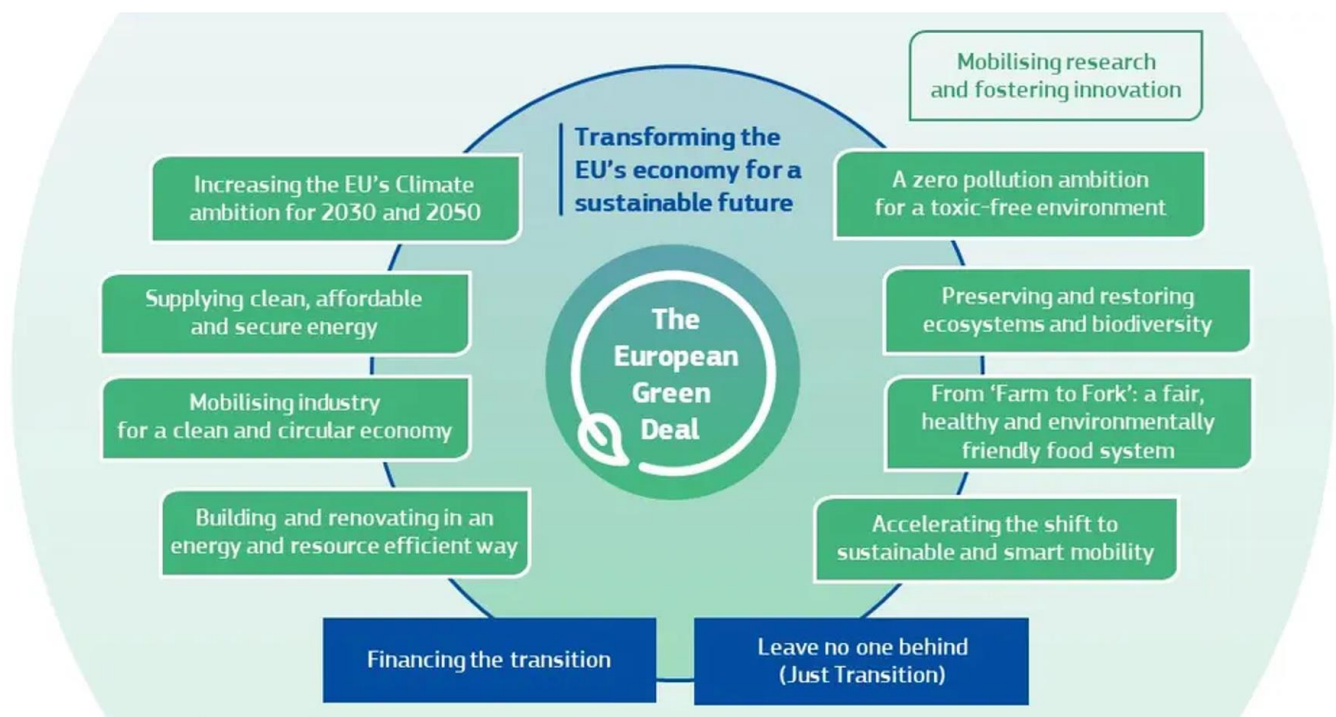 Mobilising research
and fostering innovation
Transforming the
EU's economy for a
sustainable future
Increasing the EU's Climate
ambition for 2030 and 2050
A zero pollution ambition
for a toxic-free environment
Supplying clean, affordable
and secure energy
Preserving and restoring
ecosystems and biodiversity
The
European
Green
Deal
Mobilising industry
for a clean and circular economy
From ‘Farm to Fork’: a fair,
healthy and environmentally
friendly food system
Building and renovating in an
energy and resource efficient way
Accelerating the shift to
sustainable and smart mobility
Financing the transition
Leave no one behind
(Just Transition)